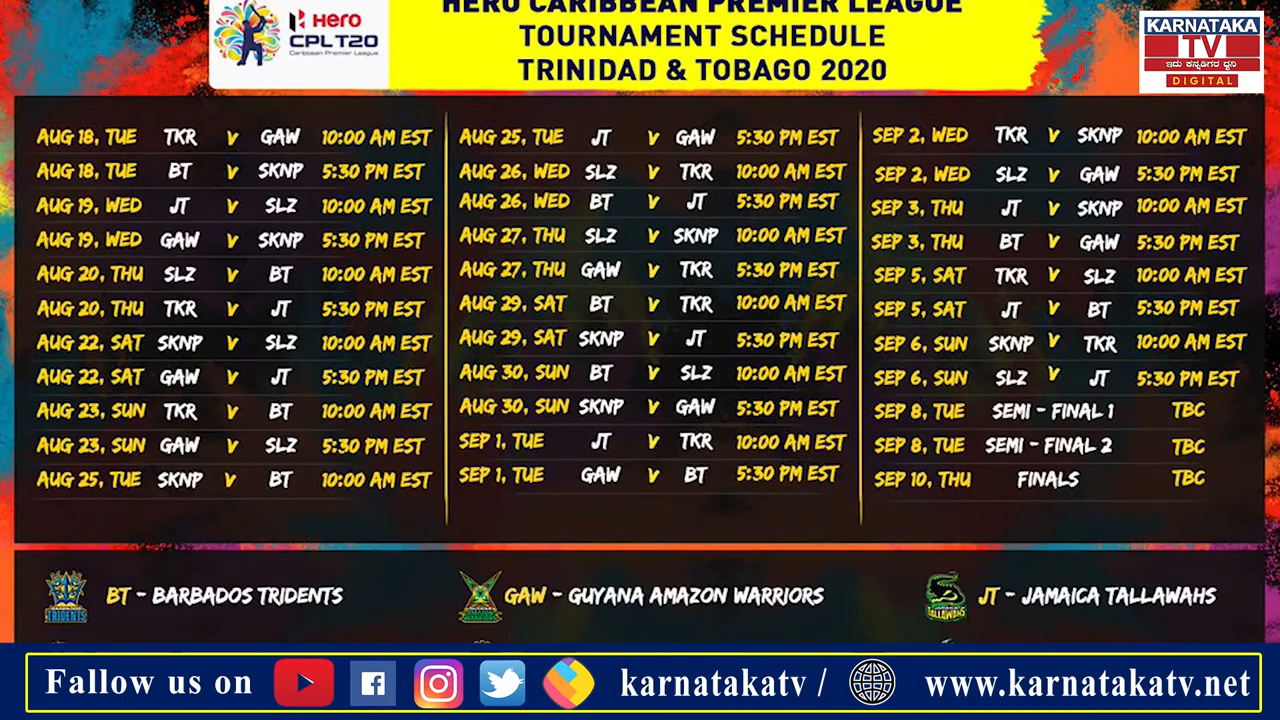 HERO CARIBBEAN PREMIER LEAGUE
TOURNAMENT SCHEDULE
TRINIDAD & TOBAGO 2020
Hero
CPLT20
Caribbean Premier League
KARNATAKA
TV
ಇದು ಕನ್ನಡಿಗರ ಧ್ವನಿ
DIGITAL
AUG 18, TUE TKR V GAW 10:00 AM EST
AUG 18, TUE BT V SKNP 5:30 PM EST
AUG 19, WED JT V SLZ 10:00 AM EST
AUG 19, WED GAW V SKNP 5:30 PM EST
AUG 20, THU SLZ V BT 10:00 AM EST
AUG 20, THU TKR V JT 5:30 PM EST
AUG 22, SAT SKNP V SLZ 10:00 AM EST
AUG 22, SAT GAW V JT 5:30 PM EST
AUG 23, SUN TKR V BT 10:00 AM EST
AUG 23, SUN GAW V SLZ 5:30 PM EST
AUG 25, TUE SKNP V BT 10:00 AM EST
AUG 25, TUE JT V GAW 5:30 PM EST
AUG 26, WED SLZ V TKR 10:00 AM EST
AUG 26, WED BT V JT 5:30 PM EST
AUG 27, THU SLZ V SKNP 10:00 AM EST
AUG 27, THU GAW V TKR 5:30 PM EST
AUG 29, SAT BT V TKR 10:00 AM EST
AUG 29, SAT SKNP V JT 5:30 PM EST
AUG 30, SUN BT V SLZ 10:00 AM EST
AUG 30, SUN SKNP V GAW 5:30 PM EST
SEP 1, TUE JT V TKR 10:00 AM EST
SEP 1, TUE GAW V BT 5:30 PM EST
SEP 2, WED TKR V SKNP 10:00 AM EST
SEP 2, WED SLZ V GAW 5:30 PM EST
SEP 3, THU JT V SKNP 10:00 AM EST
SEP 3, THU BT V GAW 5:30 PM EST
SEP 5, SAT TKR V SLZ 10:00 AM EST
SEP 5, SAT JT V BT 5:30 PM EST
SEP 6, SUN SKNP V TKR 10:00 AM EST
SEP 6, SUN SLZ V JT 5:30 PM EST
SEP 8, TUE SEMI - FINAL 1 TBC
SEP 8, TUE SEMI - FINAL 2 TBC
SEP 10, THU FINALS TBC
BARBADOS
TRIDENTS
BT - BARBADOS TRIDENTS
GUYANA
AMAZON
WARRIORS
GAW - GUYANA AMAZON WARRIORS
JAMAICA
TALLAWAHS
JT - JAMAICA TALLAWAHS
Fallow us on karnatakatv / www.karnatakatv.net